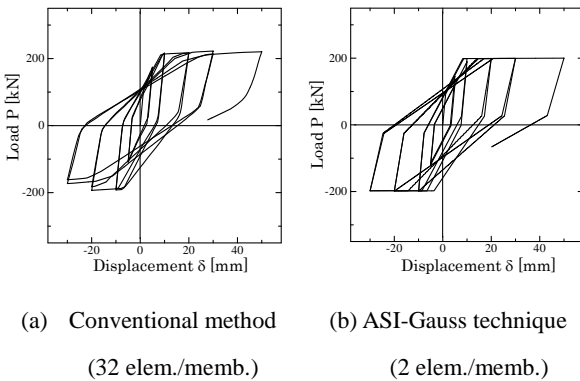 200
0
-200
Load P [kN]
-20 0 20 40
Displacement δ [mm]
200
0
-200
Load P [kN]
-20 0 20 40
Displacement δ [mm]
(a) Conventional method
(32 elem./memb.)
(b) ASI-Gauss technique
(2 elem./memb.)